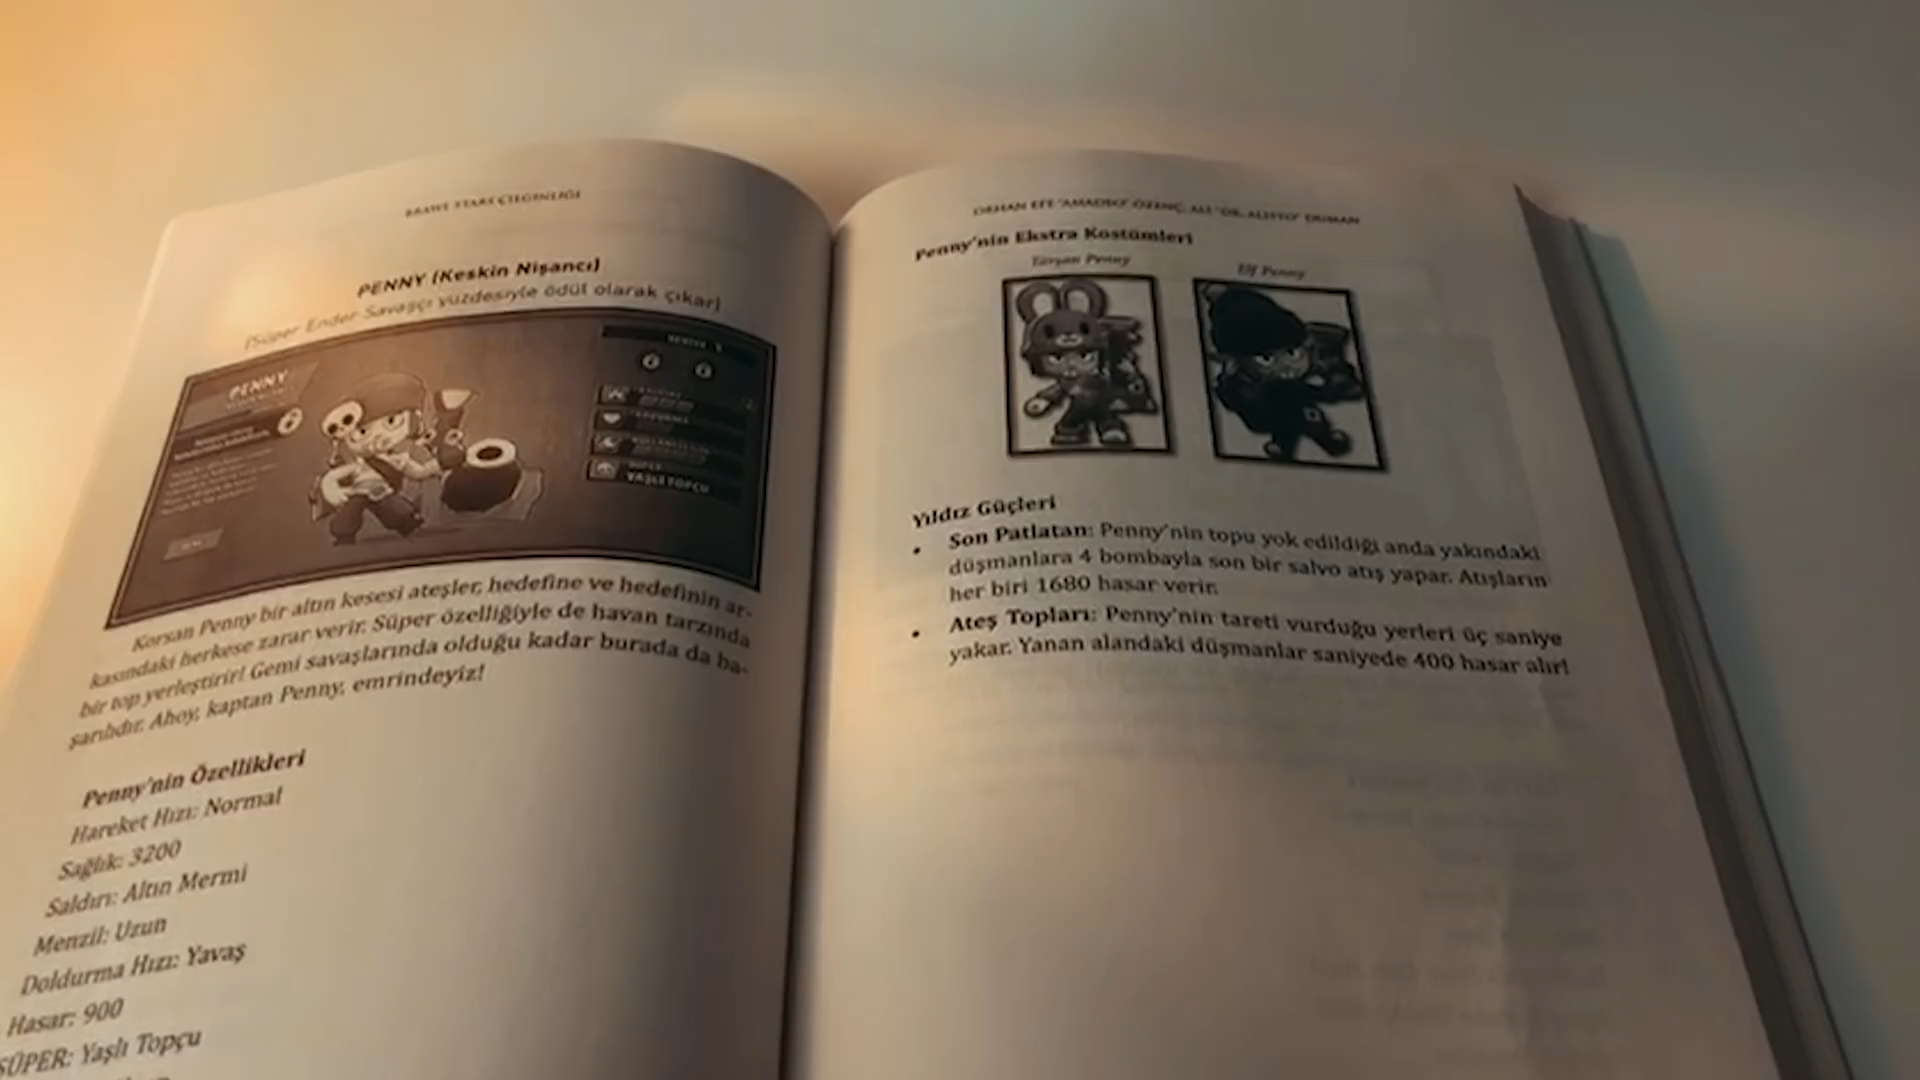 BRAWL STARS ÇILGINLIĞI
PENNY (Keskin Nişancı)
(Süper Ender Savaşçı yüzdesiyle ödül olarak çıkar)
PENNY
YAŞLI TOPÇU
Korsan Penny bir altın kesesi ateşler, hedefine ve hedefinin ar-
kasındaki herkese zarar verir. Süper özelliğiyle de havan tarzında
bir top yerleştirir! Gemi savaşlarında olduğu kadar burada da ba-
şarılıdır. Ahoy, kaptan Penny, emrindeyiz!
Penny'nin Özellikleri
Hareket Hızı: Normal
Sağlık: 3200
Saldırı: Altın Mermi
Menzil: Uzun
Doldurma Hızı: Yavaş
Hasar: 900
SÜPER: Yaşlı Topçu
ORHAN EFE "AMADEO" ÖZENÇ, ALİ "DR. ALISTO" DUMAN
Penny'nin Ekstra Kostümleri
Tavşan Penny
Elf Penny
Yıldız Güçleri
• Son Patlatan: Penny'nin topu yok edildiği anda yakındaki
düşmanlara 4 bombayla son bir salvo atış yapar. Atışların
her biri 1680 hasar verir.
• Ateş Topları: Penny'nin tareti vurduğu yerleri üç saniye
yakar. Yanan alandaki düşmanlar saniyede 400 hasar alır!